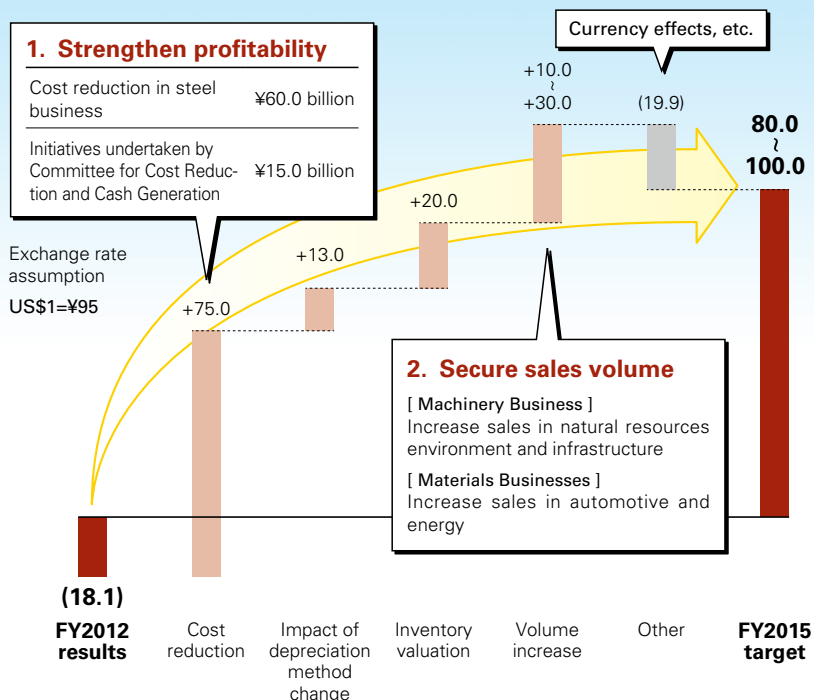 1. Strengthen profitability
Cost reduction in steel
business
¥60.0 billion
Initiatives undertaken by
Committee for Cost Reduc-
tion and Cash Generation
¥15.0 billion
Currency effects, etc.
Exchange rate
assumption
US$1=¥95
+75.0
+13.0
+20.0
+10.0
~
+30.0
(19.9)
80.0
~
100.0
2. Secure sales volume
[ Machinery Business ]
Increase sales in natural resources
environment and infrastructure
[ Materials Businesses ]
Increase sales in automotive and
energy
(18.1)
FY2012
results
Cost
reduction
Impact of
depreciation
method
change
Inventory
valuation
Volume
increase
Other
FY2015
target